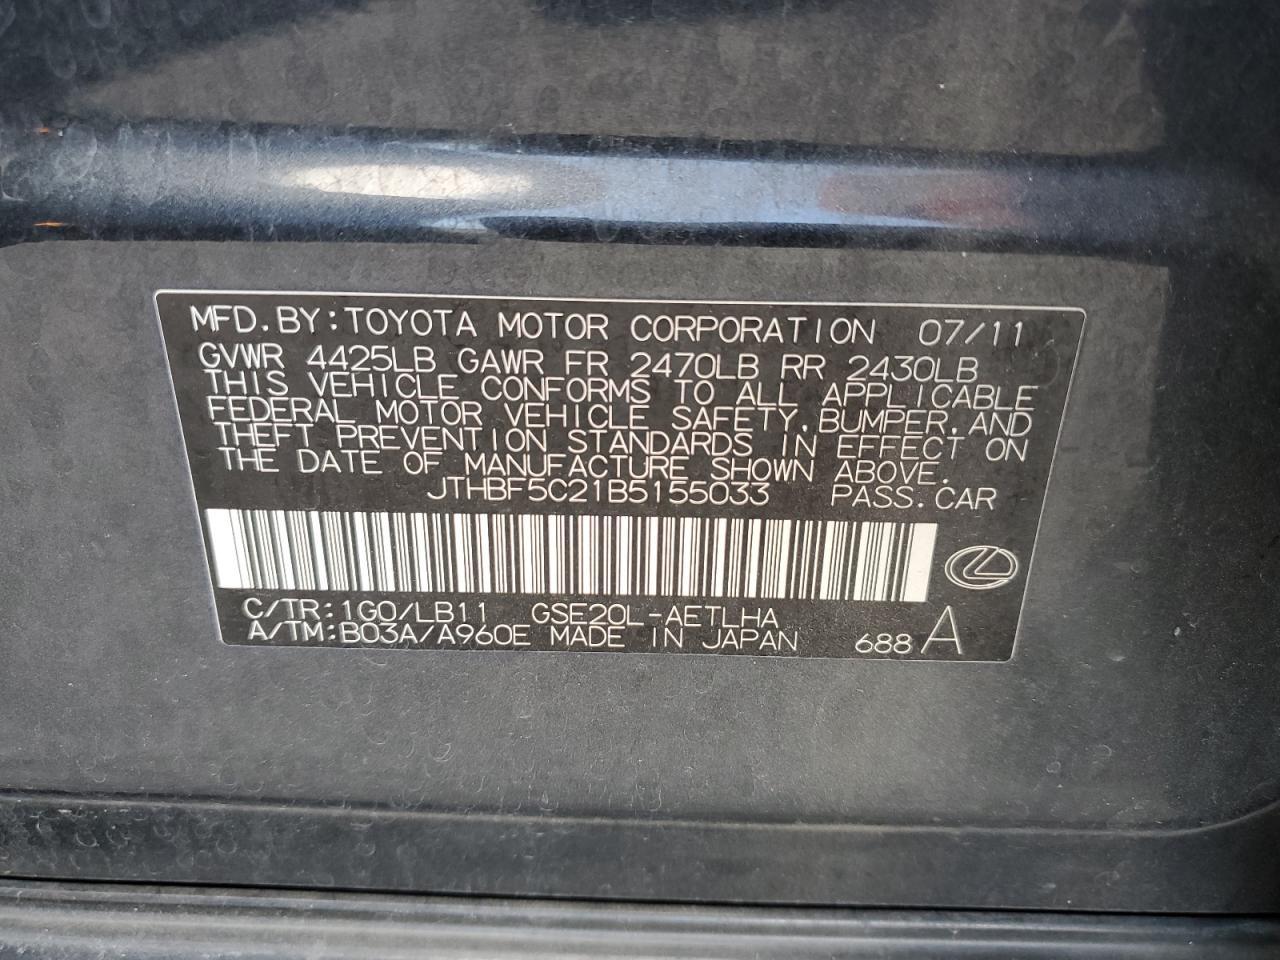 MFD.BY:TOYOTA MOTOR CORPORATION 07/11
GVWR 4425LB GAWR FR 2470LB RR 2430LB
THIS VEHICLE CONFORMS TO ALL APPLICABLE
FEDERAL MOTOR VEHICLE SAFETY,BUMPER,AND
THEFT PREVENTION STANDARDS IN EFFECT ON
THE DATE OF MANUFACTURE SHOWN ABOVE.
JTHBF5C21B5155033 PASS.CAR
C/TR:1G0/LB11 GSE20L-AETLHA
A/TM:B03A/A960E MADE IN JAPAN 688 A